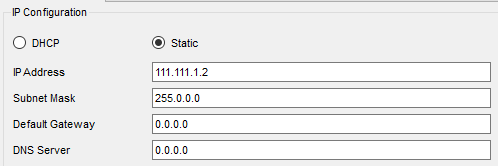 IP Configuration
DHCP Static
IP Address 111.111.1.2
Subnet Mask 255.0.0.0
Default Gateway 0.0.0.0
DNS Server 0.0.0.0